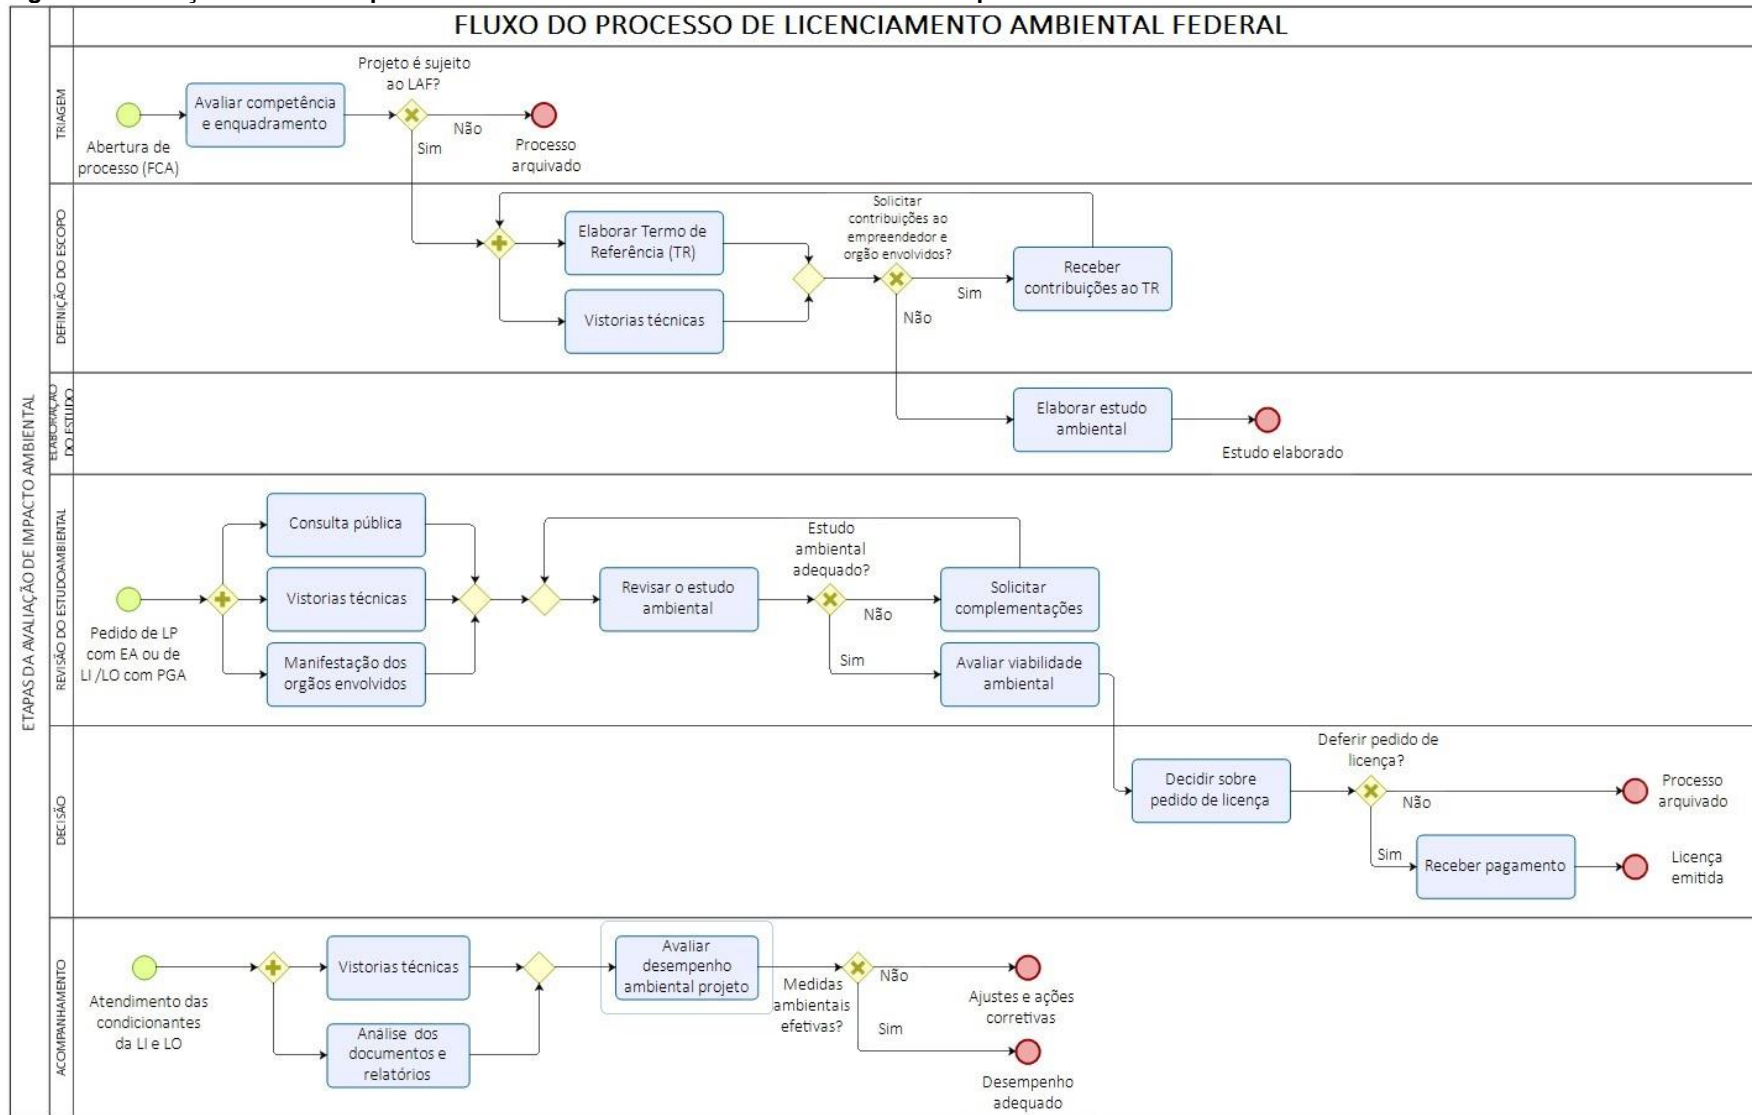 FLUXO DO PROCESSO DE LICENCIAMENTO AMBIENTAL FEDERAL
ETAPAS DA AVALIAÇÃO DE IMPACTO AMBIENTAL
TRIAGEM
Abertura de
processo (FCA)
Avaliar competência
e enquadramento
Projeto é sujeito
ao LAF?
Não
Sim
Processo
arquivado
DEFINIÇÃO DO ESCOPO
Elaborar Termo de
Referência (TR)
Vistorias técnicas
Solicitar
contribuições ao
empreendedor e
orgão envolvidos?
Sim
Não
Receber
contribuições ao TR
ELABORAÇÃO
DO ESTUDO
Elaborar estudo
ambiental
Estudo elaborado
REVISÃO DO ESTUDOAMBIENTAL
Pedido de LP
com EA ou de
LI /LO com PGA
Consulta pública
Vistorias técnicas
Manifestação dos
orgãos envolvidos
Revisar o estudo
ambiental
Estudo
ambiental
adequado?
Não
Sim
Solicitar
complementações
Avaliar viabilidade
ambiental
DECISÃO
Decidir sobre
pedido de licença
Deferir pedido de
licença?
Não
Sim
Processo
arquivado
Receber pagamento
Licença
emitida
ACOMPANHAMENTO
Atendimento das
condicionantes
da LI e LO
Vistorias técnicas
Análise dos
documentos e
relatórios
Avaliar
desempenho
ambiental projeto
Medidas
ambientais
efetivas?
Não
Sim
Ajustes e ações
corretivas
Desempenho
adequado